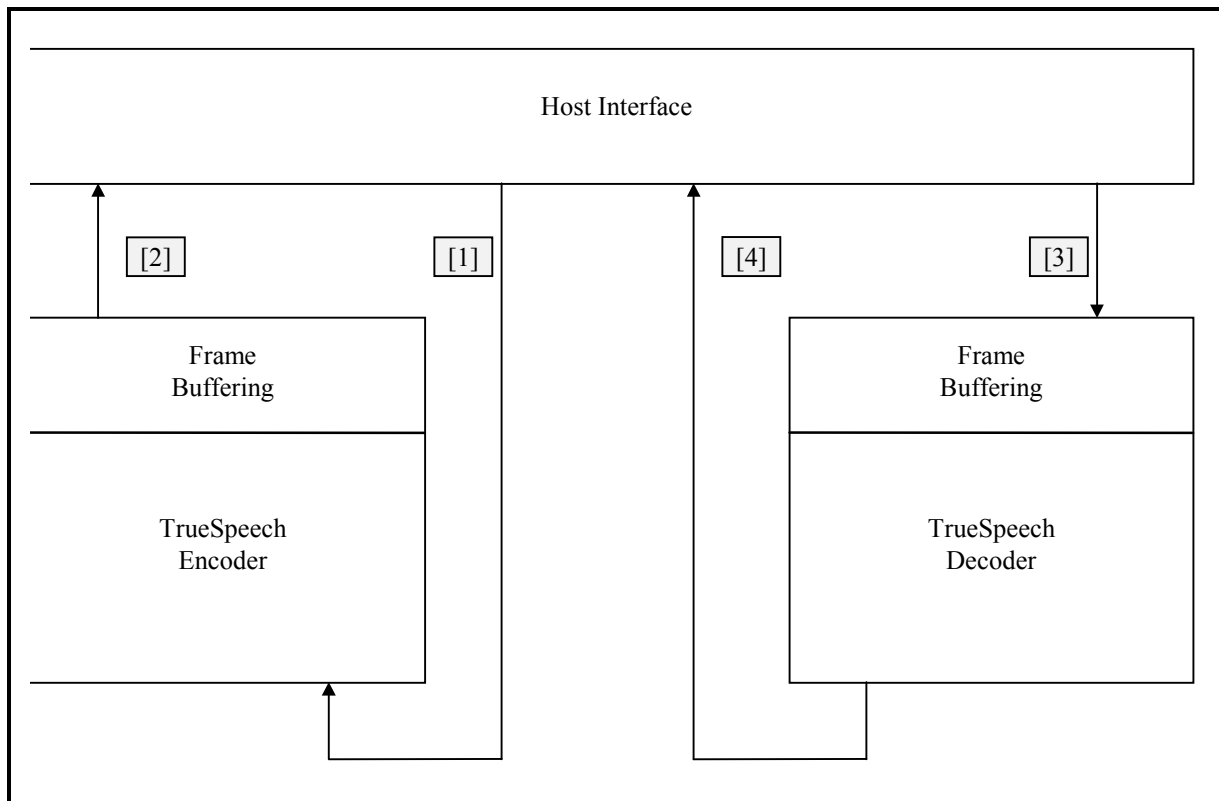 Host Interface
[2]
[1]
[4]
[3]
Frame
Buffering
Frame
Buffering
TrueSpeech
Encoder
TrueSpeech
Decoder